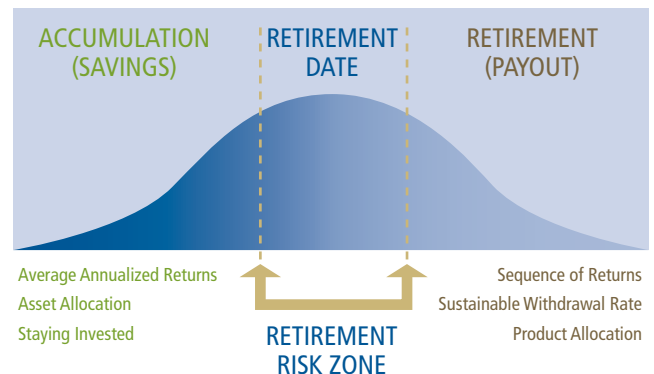 ACCUMULATION
(SAVINGS)
RETIREMENT
DATE
RETIREMENT
(PAYOUT)
Average Annualized Returns
Asset Allocation
Staying Invested
RETIREMENT
RISK ZONE
Sequence of Returns
Sustainable Withdrawal Rate
Product Allocation